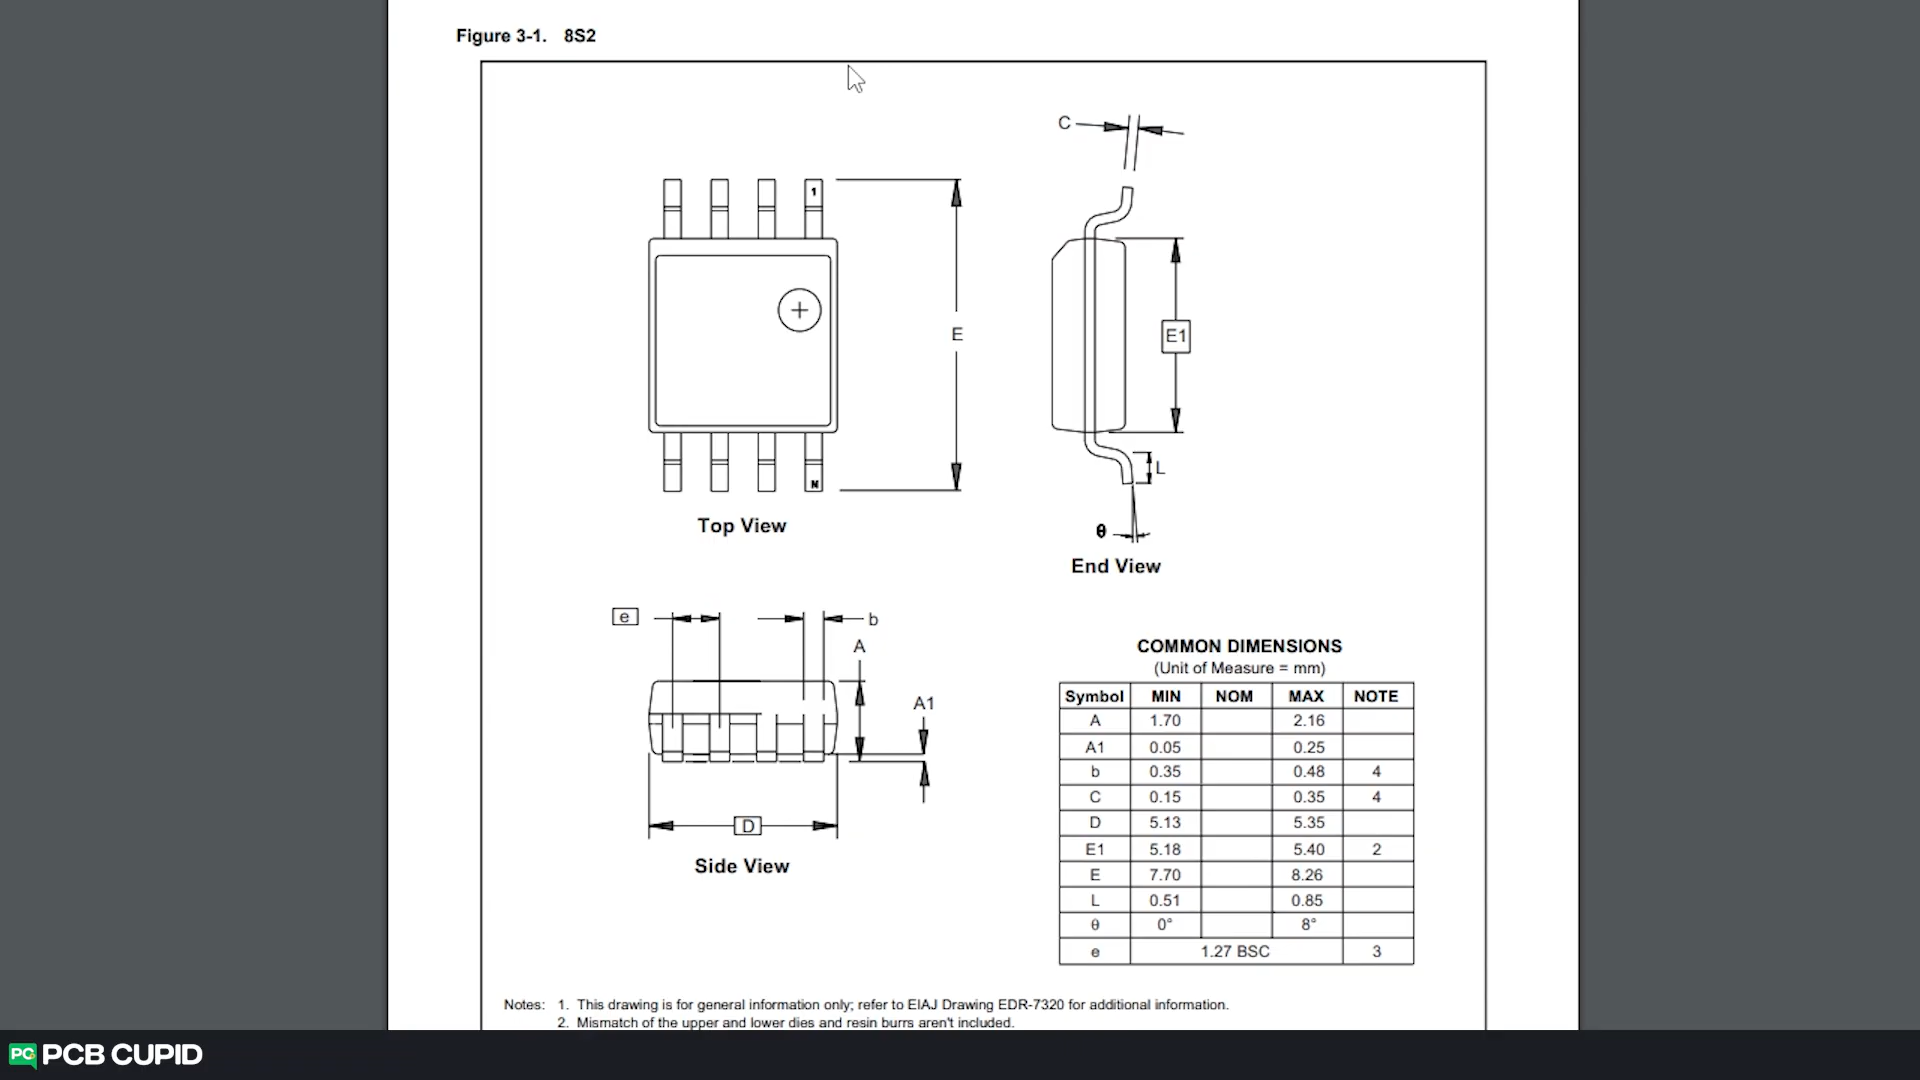 Figure 3-1. 8S2
C
1
E
E1
N
L
Top View
θ
End View
e
b
A
A1
D
Side View
COMMON DIMENSIONS
(Unit of Measure = mm)
Symbol MIN NOM MAX NOTE
A 1.70 2.16
A1 0.05 0.25
b 0.35 0.48 4
C 0.15 0.35 4
D 5.13 5.35
E1 5.18 5.40 2
E 7.70 8.26
L 0.51 0.85
θ 0° 8°
e 1.27 BSC 3
Notes: 1. This drawing is for general information only; refer to EIAJ Drawing EDR-7320 for additional information.
2. Mismatch of the upper and lower dies and resin burrs aren't included.
PC PCB CUPID